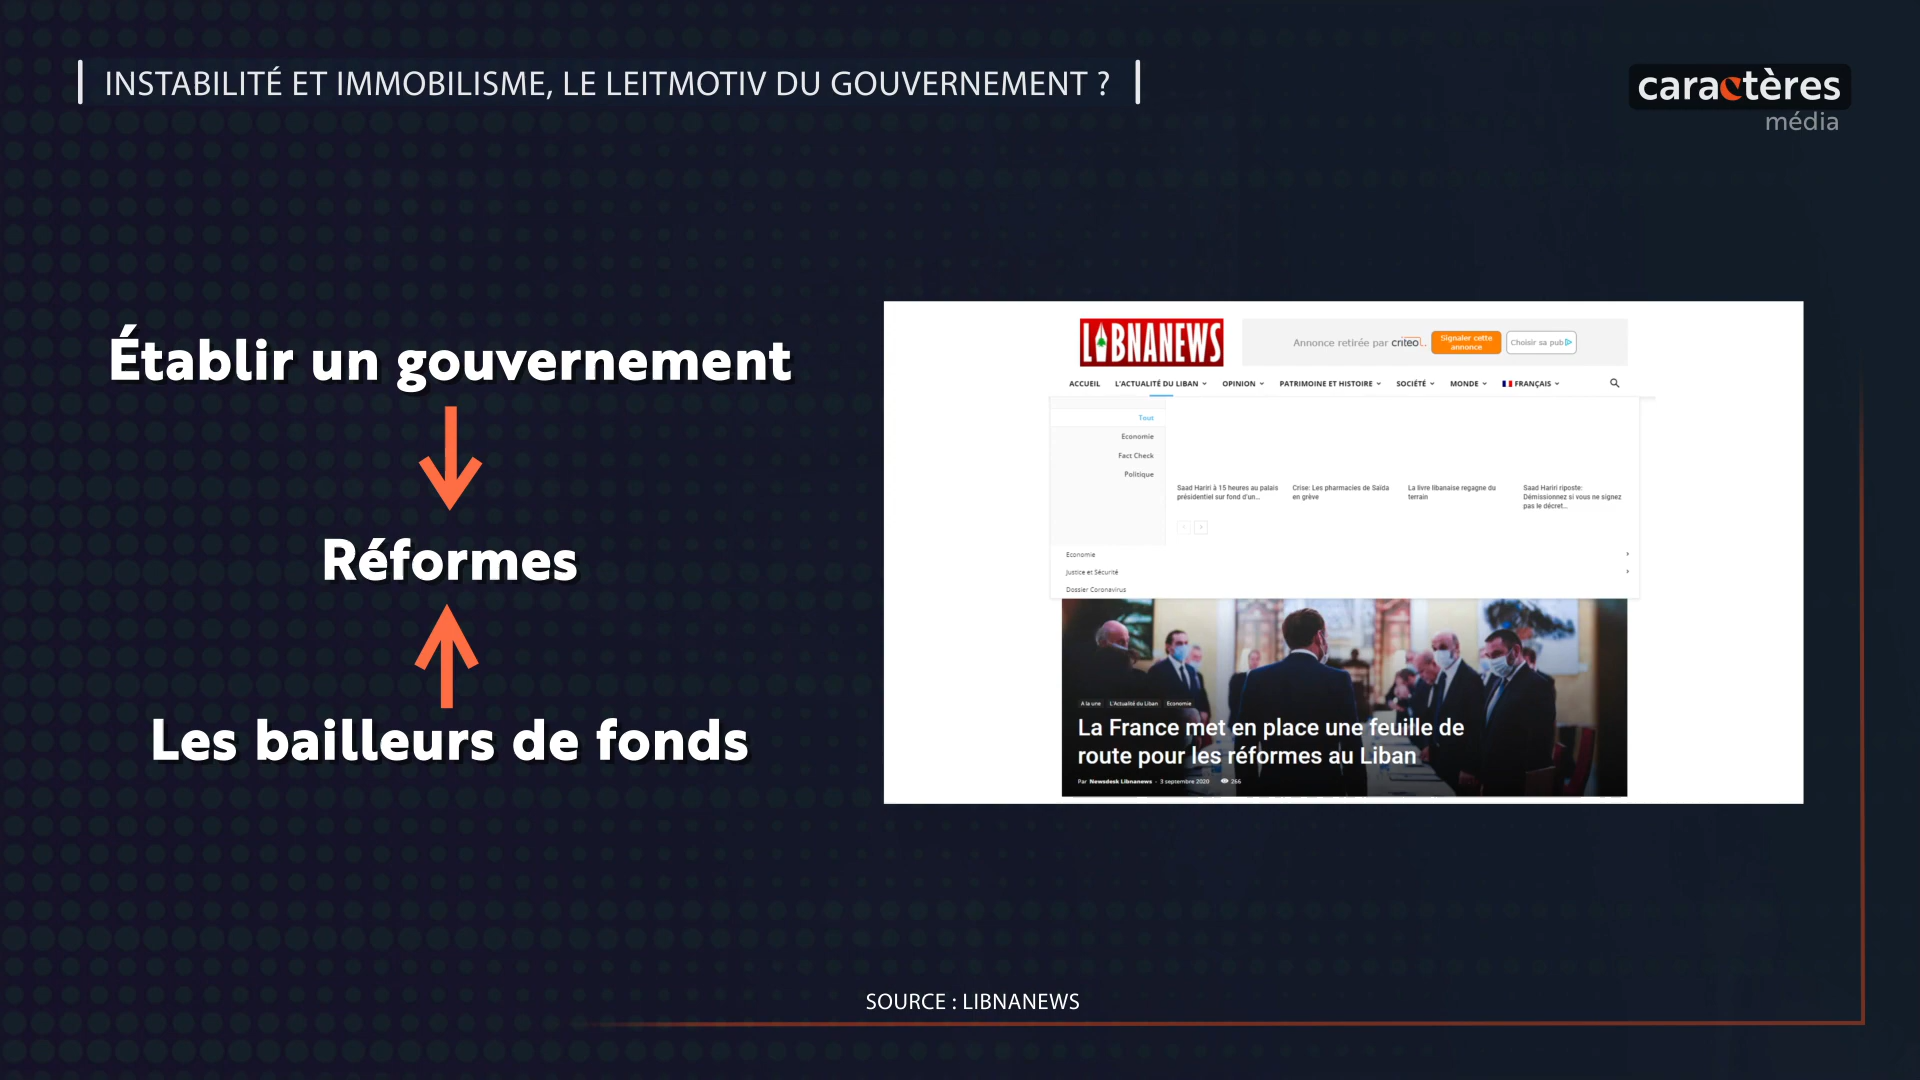 INSTABILITÉ ET IMMOBILISME, LE LEITMOTIV DU GOUVERNEMENT ?
caractères
média
Établir un gouvernement
Réformes
Les bailleurs de fonds
LIBNANEWS
Annonce retirée par criteo.
Signaler cette
annonce
Choisir sa pub
ACCUEIL L'ACTUALITÉ DU LIBAN OPINION PATRIMOINE ET HISTOIRE SOCIÉTÉ MONDE FRANÇAIS
Tous
Economie
Fact Check
Politique
Saad Hariri à 15 heures au palais
présidentiel sur fond d'un...
Crise: Les pharmacies de Saïda
en grève
La livre libanaise regagne du
terrain
Saad Hariri riposte:
Démissionnez si vous ne signez
pas le décret...
Economie
Justice et Sécurité
Dossier Coronavirus
A la une L'Actualité du Liban Economie
La France met en place une feuille de
route pour les réformes au Liban
Par Newsdesk Libnanews - 3 septembre 2020 266
SOURCE : LIBNANEWS